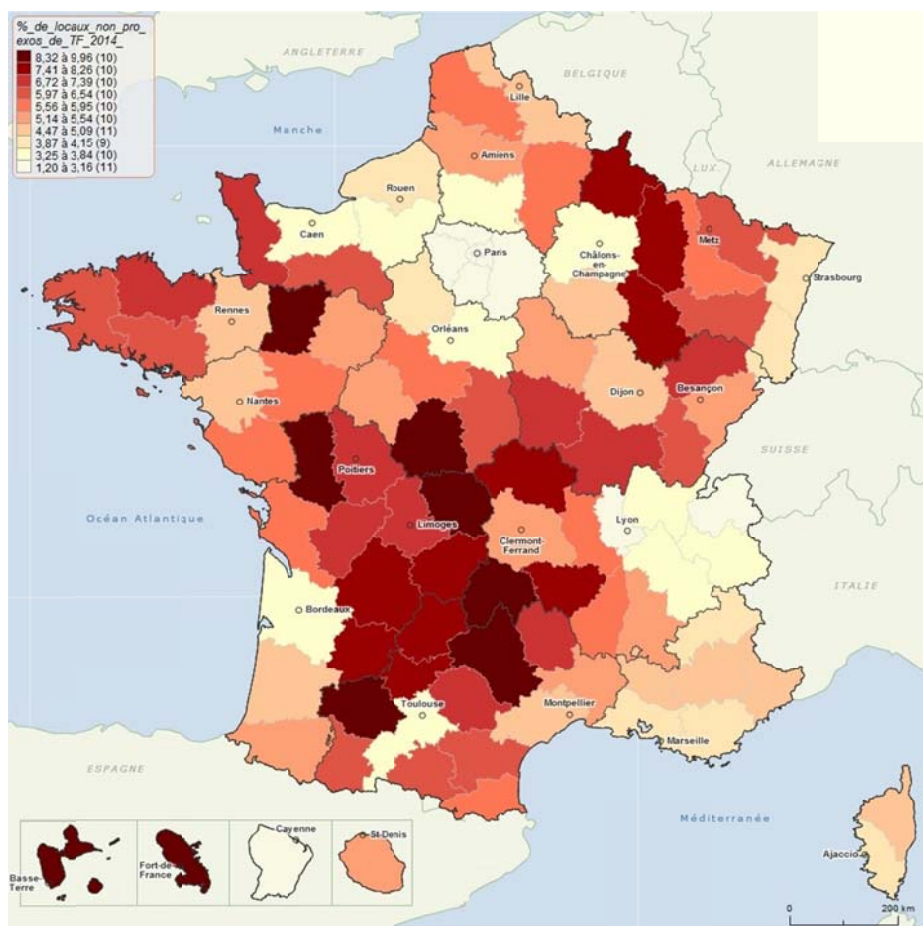 %_de_locaux_non_pro_
exos_de_TF_2014_
8,32 à 9,96 (10)
7,41 à 8,26 (10)
6,72 à 7,39 (10)
5,97 à 6,54 (10)
5,56 à 5,95 (10)
5,14 à 5,54 (10)
4,47 à 5,09 (11)
3,87 à 4,15 (9)
3,25 à 3,84 (10)
1,20 à 3,16 (11)
ANGLETERRE
BELGIQUE
Lille
Manche
Amiens
LUX.
ALLEMAGNE
Rouen
Caen
Paris
Metz
Châlons-
en-
Champagne
Strasbourg
Rennes
Orléans
Nantes
Dijon
Besançon
SUISSE
Poitiers
Océan Atlantique
Limoges
Clermont-
Ferrand
Lyon
ITALIE
Bordeaux
Toulouse
Montpellier
Marseille
ESPAGNE
Méditerranée
Ajaccio
Basse-
Terre
Fort-de-
France
Cayenne
St-Denis
0 200 km